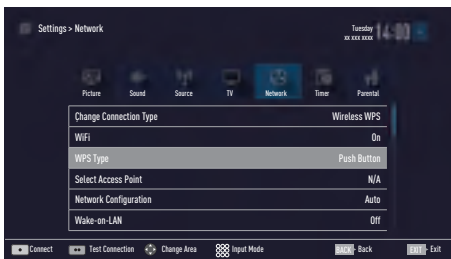 Settings > Network
Tuesday
xx xxx xxxx
14:00
Picture Sound Source TV Network Timer Parental
Change Connection Type Wireless WPS
WiFi On
WPS Type Push Button
Select Access Point N/A
Network Configuration Auto
Wake-on-LAN Off
Connect Test Connection Change Area Input Mode BACK - Back EXIT - Exit